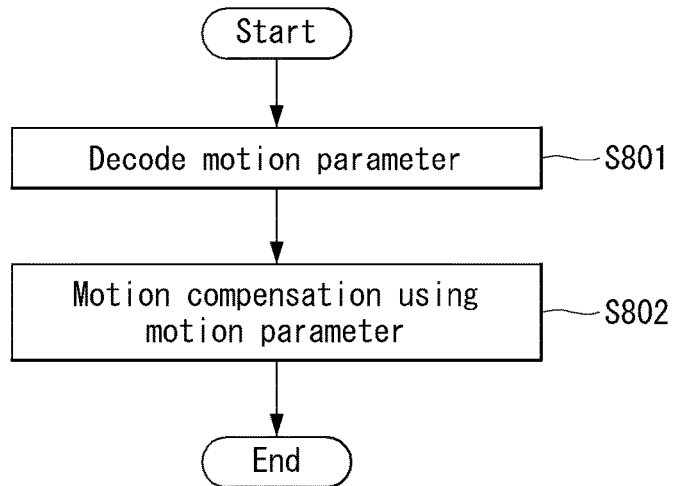 Start
Decode motion parameter
S801
Motion compensation using
motion parameter
S802
End